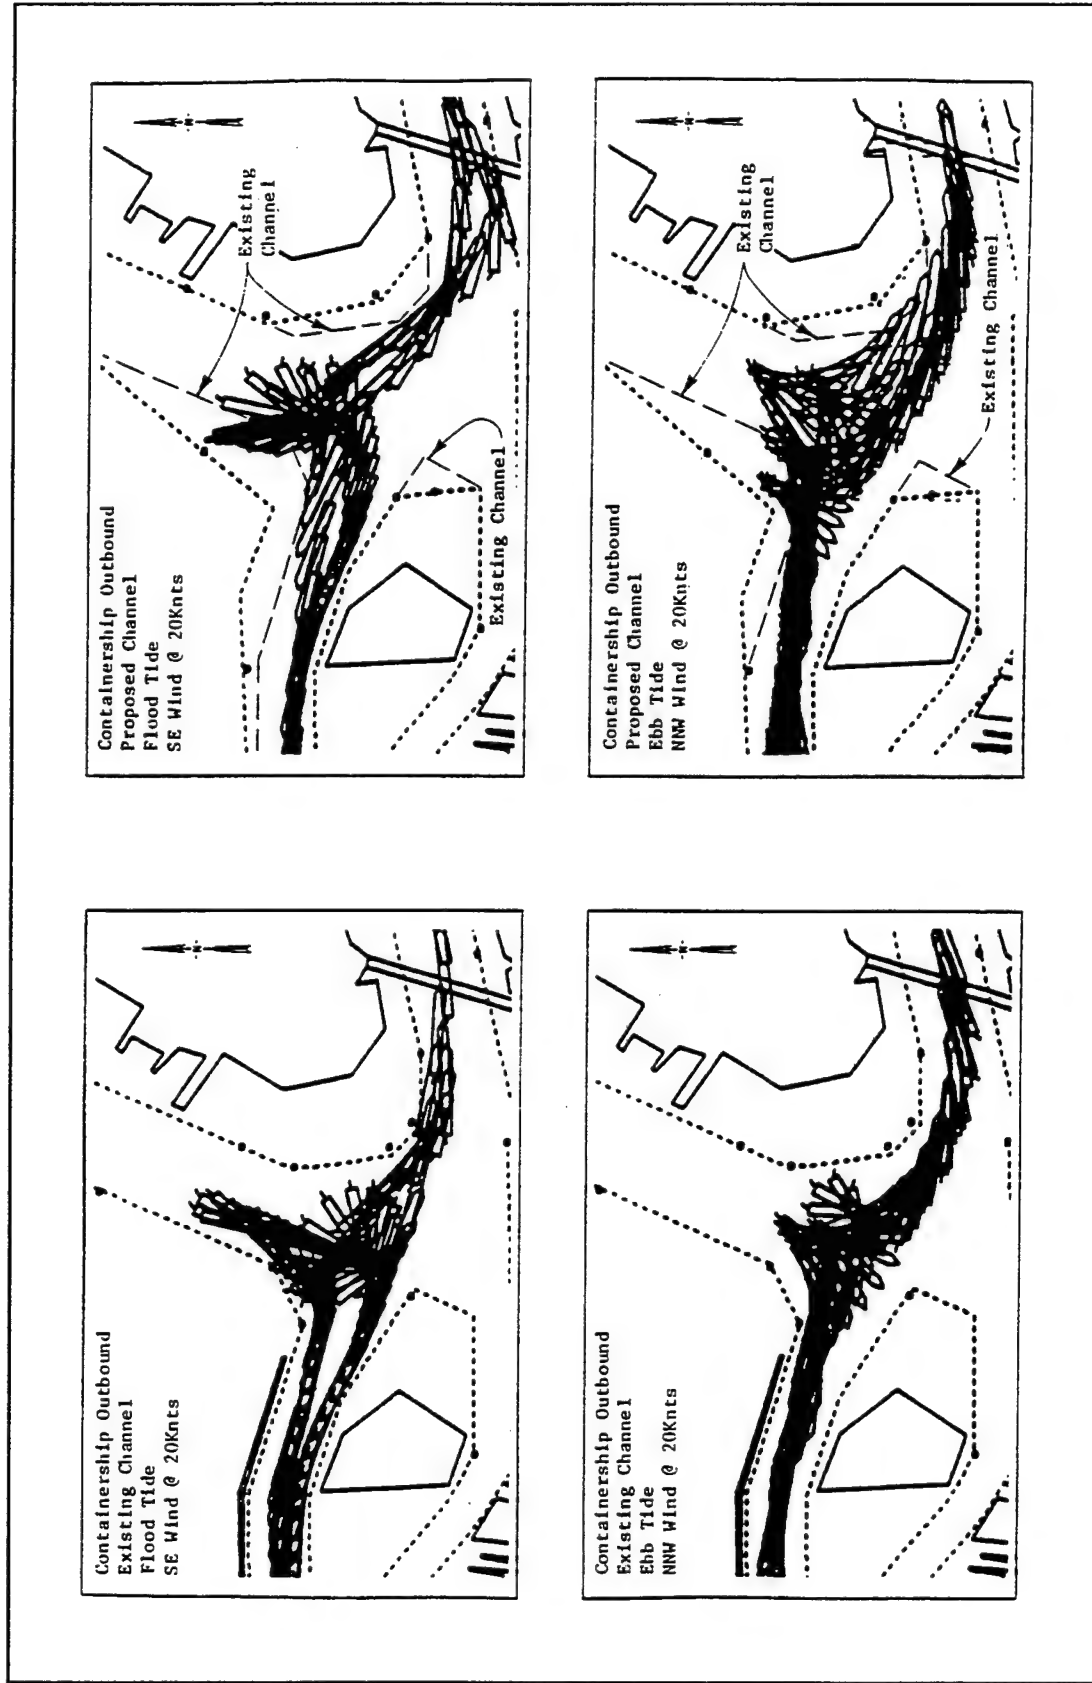 Containership Outbound
Existing Channel
Flood Tide
SE Wind @ 20Knts
N
Containership Outbound
Proposed Channel
Flood Tide
SE Wind @ 20Knts
N
Existing
Channel
Existing Channel
Containership Outbound
Existing Channel
Ebb Tide
NNW Wind @ 20Knts
N
Containership Outbound
Proposed Channel
Ebb Tide
NNW Wind @ 20Knts
N
Existing
Channel
Existing Channel